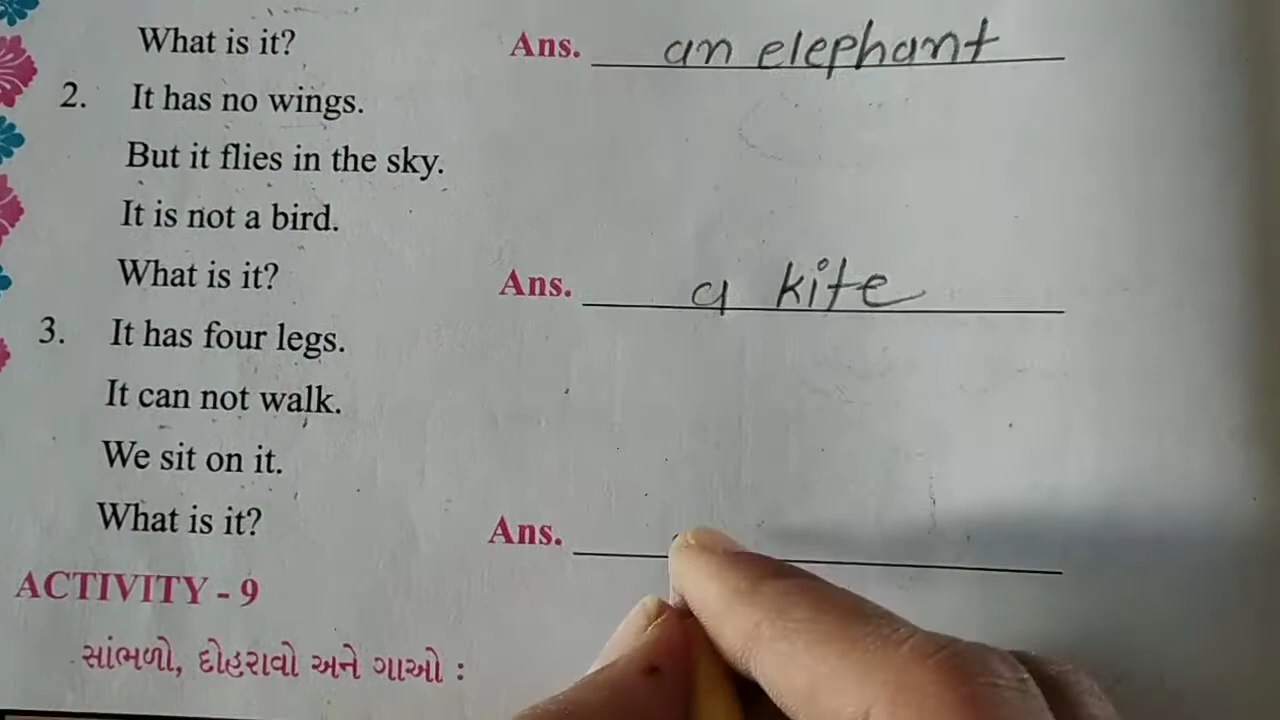 What is it? Ans. an elephant
2. It has no wings.
But it flies in the sky.
It is not a bird.
What is it? Ans. a kite
3. It has four legs.
It can not walk.
We sit on it.
What is it? Ans.
ACTIVITY - 9
સાંભળો, દોહરાવો અને ગાઓ :